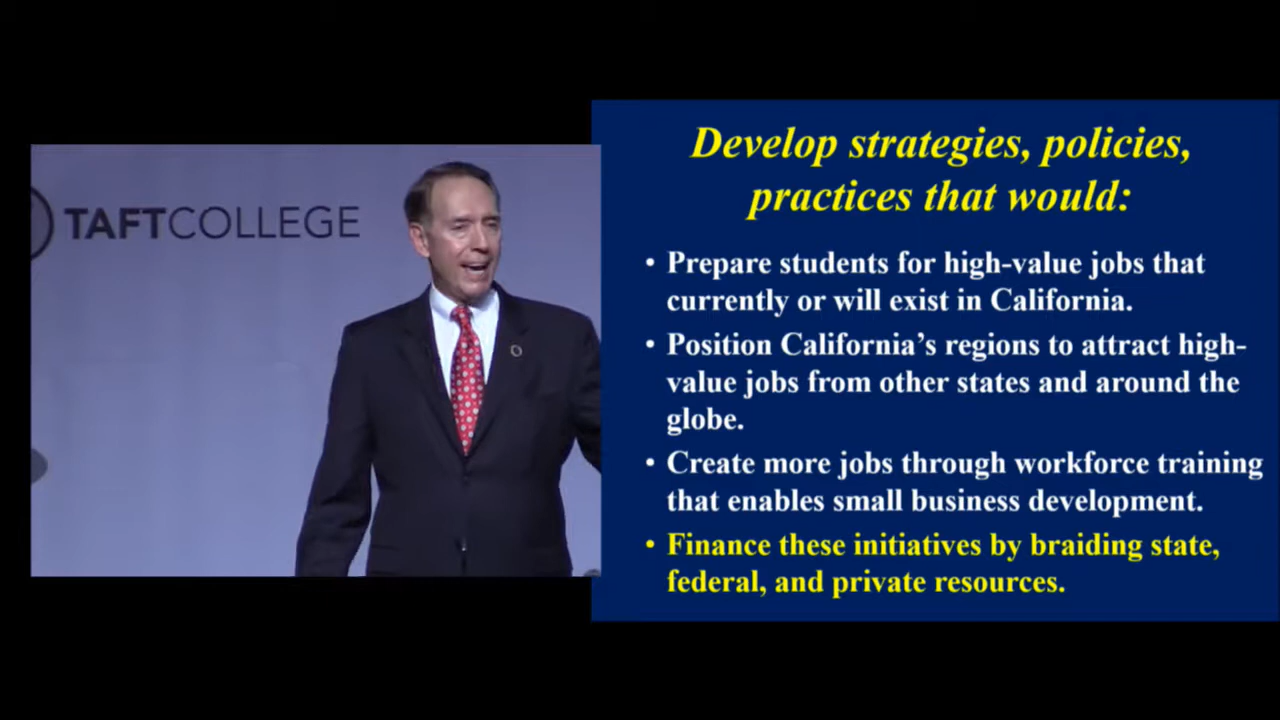 TAFTCOLLEGE
Develop strategies, policies,
practices that would:
• Prepare students for high-value jobs that
currently or will exist in California.
• Position California’s regions to attract high-
value jobs from other states and around the
globe.
• Create more jobs through workforce training
that enables small business development.
• Finance these initiatives by braiding state,
federal, and private resources.